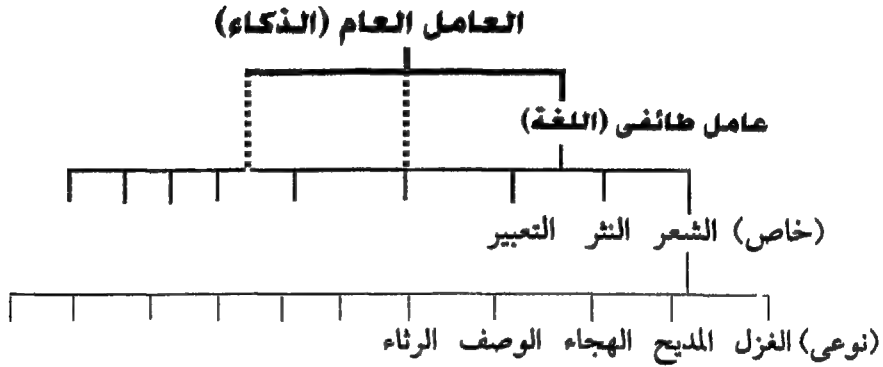 العامل العام (الذكاء)
عامل طائفى (اللغة)
(خاص) الشعر النثر التعبير
(نوعى) الغزل المديح الهجاء الوصف الرثاء